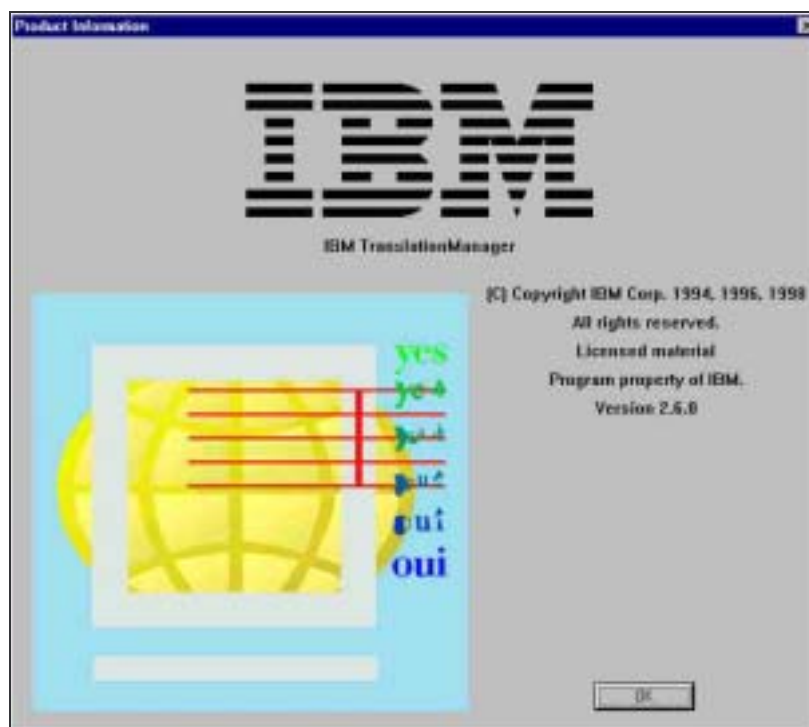 Product Information
IBM
IBM TranslationManager
(C) Copyright IBM Corp. 1994, 1996, 1998
All rights reserved.
Licensed material
Program property of IBM.
Version 2.6.0
yes
oui
oui
OK